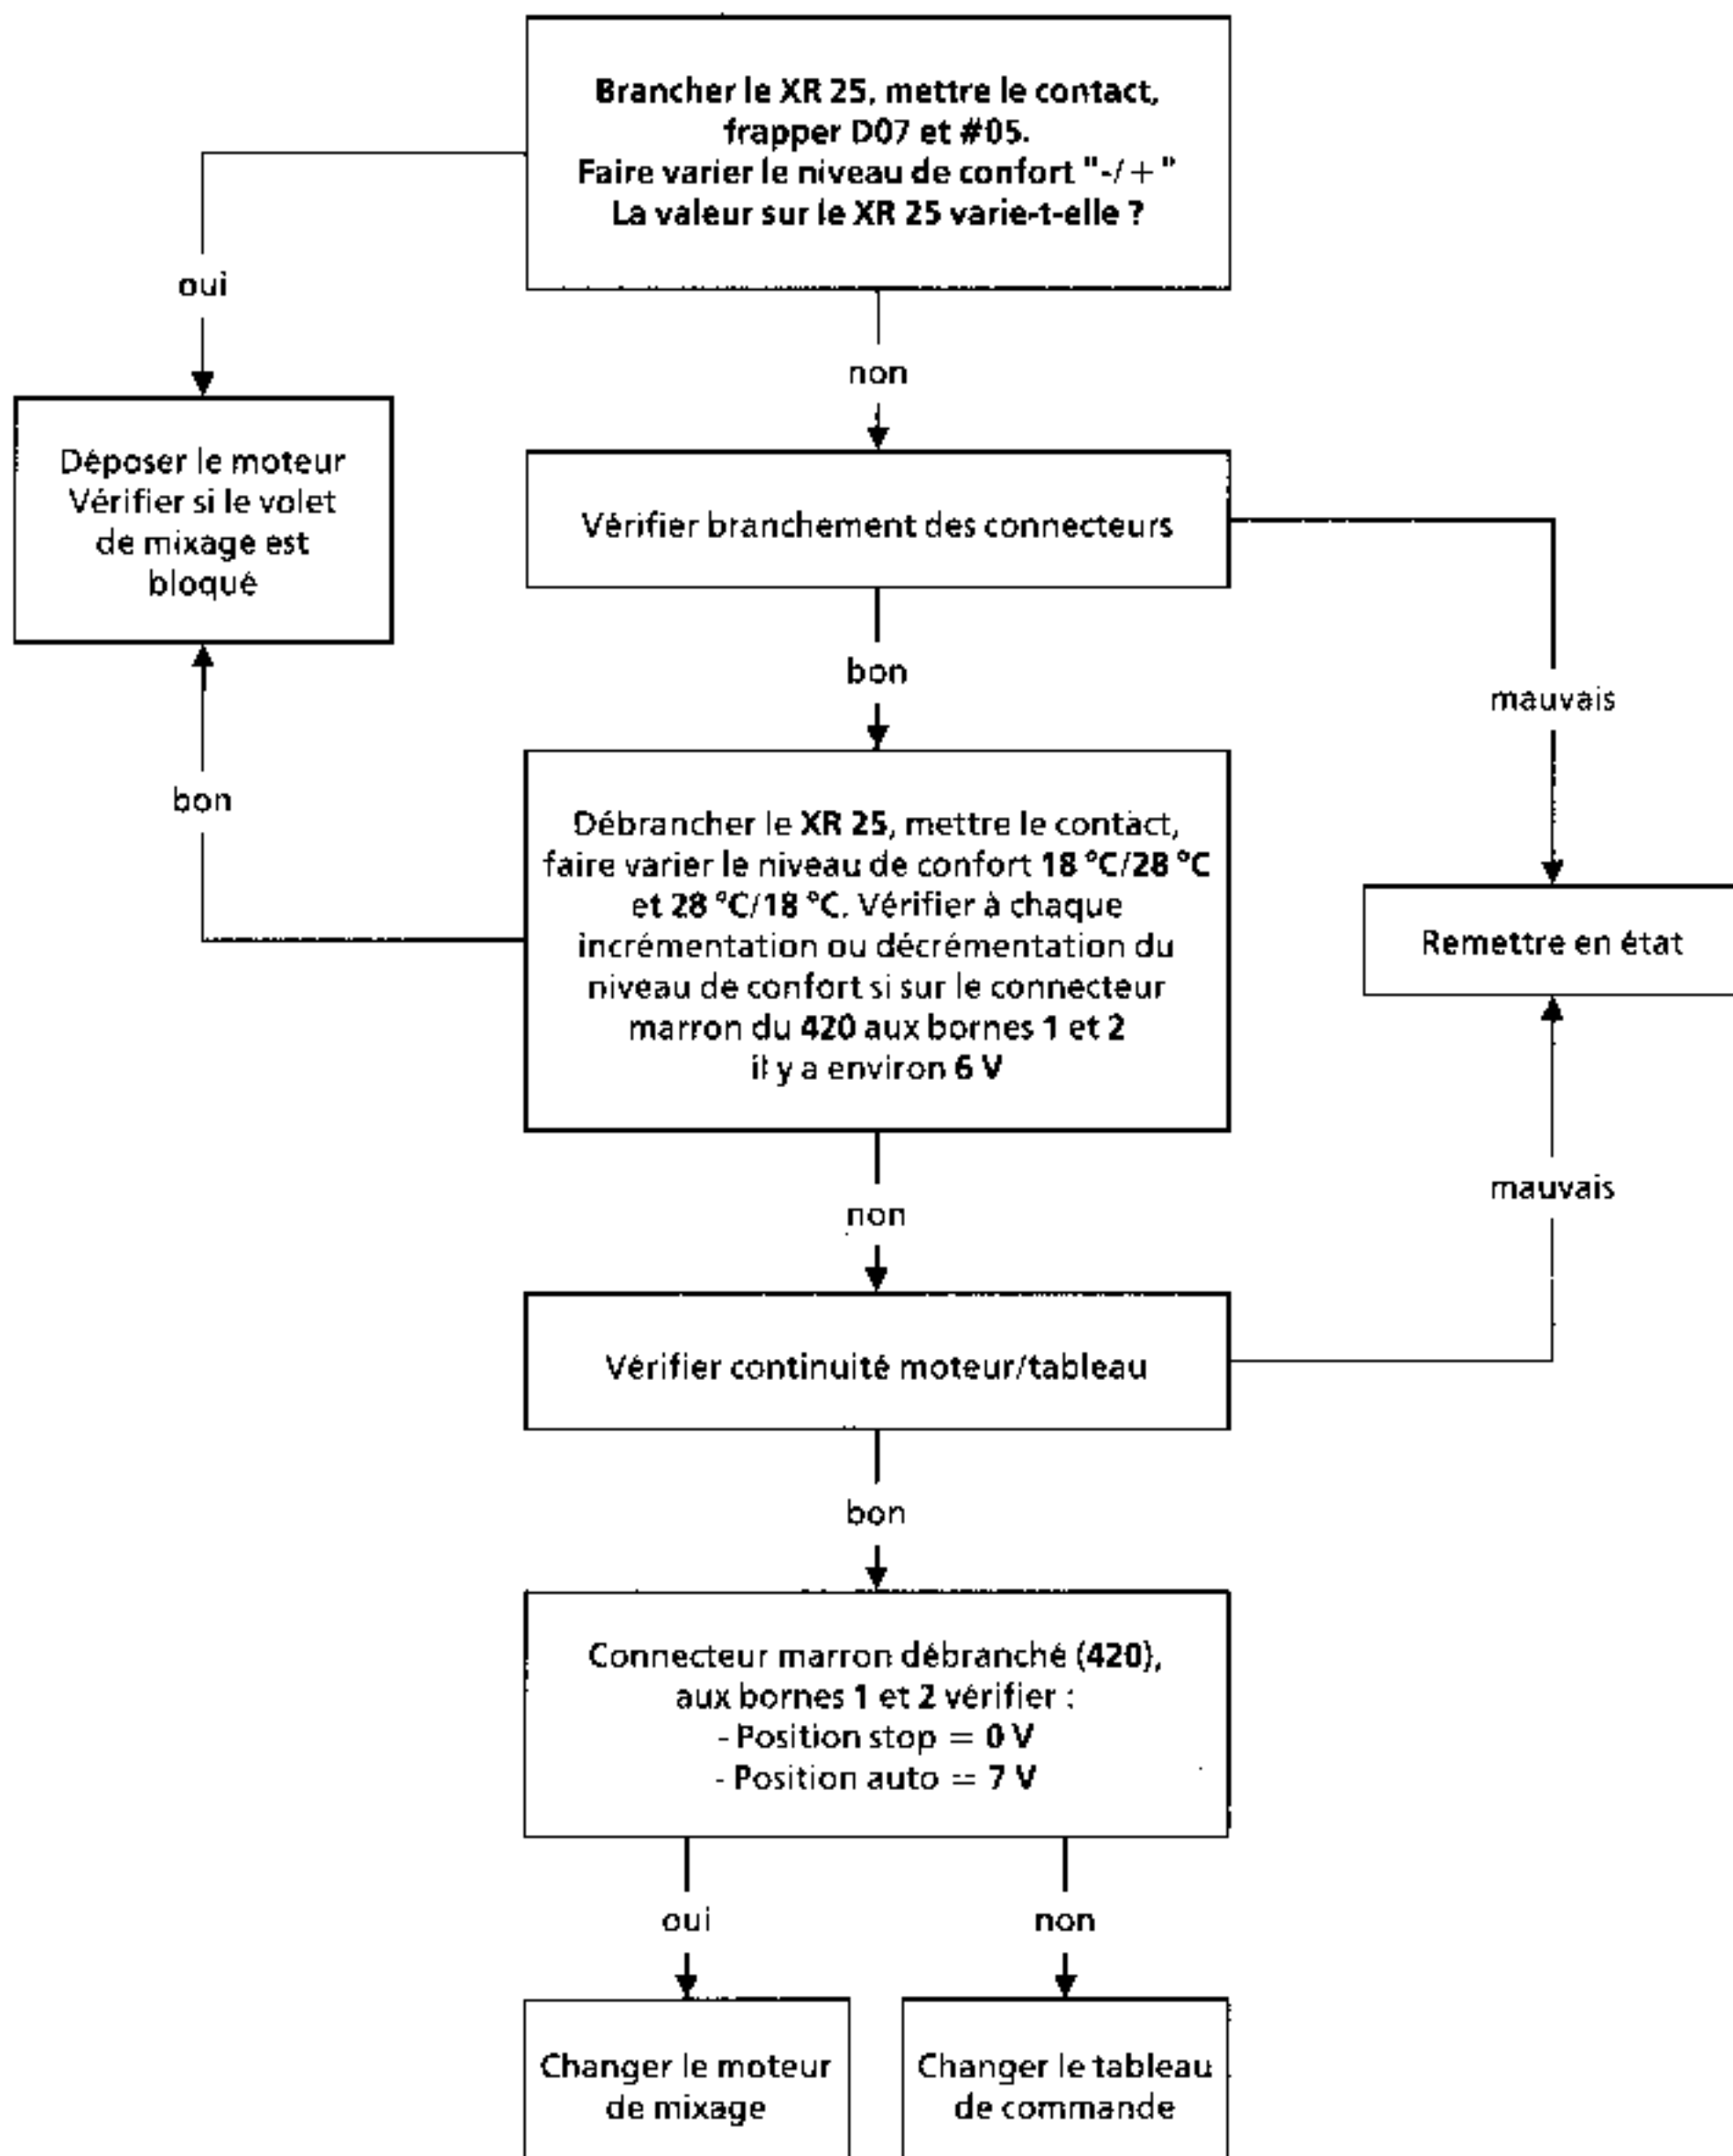 Brancher le XR 25, mettre le contact,
frapper D07 et #05.
Faire varier le niveau de confort "-/+"
La valeur sur le XR 25 varie-t-elle ?
oui
non
Déposer le moteur
Vérifier si le volet
de mixage est
bloqué
Vérifier branchement des connecteurs
bon
mauvais
bon
Débrancher le XR 25, mettre le contact,
faire varier le niveau de confort 18 °C/28 °C
et 28 °C/18 °C. Vérifier à chaque
incrémentation ou décrémentation du
niveau de confort si sur le connecteur
marron du 420 aux bornes 1 et 2
il y a environ 6 V
Remettre en état
mauvais
non
Vérifier continuité moteur/tableau
bon
Connecteur marron débranché (420),
aux bornes 1 et 2 vérifier :
- Position stop = 0 V
- Position auto = 7 V
oui
non
Changer le moteur
de mixage
Changer le tableau
de commande